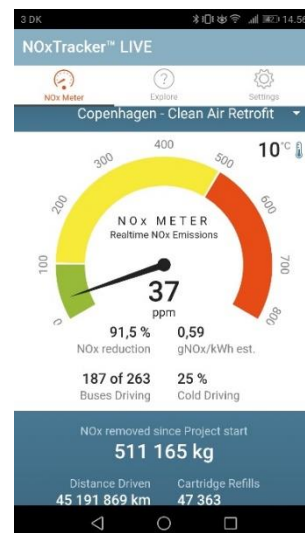 3 DK 14.56
NOxTracker™ LIVE
NOx Meter Explore Settings
Copenhagen - Clean Air Retrofit
10°C
0
100
200
300
400
500
600
700
800
NOx METER
Realtime NOx Emissions
37
ppm
91,5 % 0,59
NOx reduction gNOx/kWh est.
187 of 263 25 %
Buses Driving Cold Driving
NOx removed since Project start
511 165 kg
Distance Driven Cartridge Refills
45 191 869 km 47 363